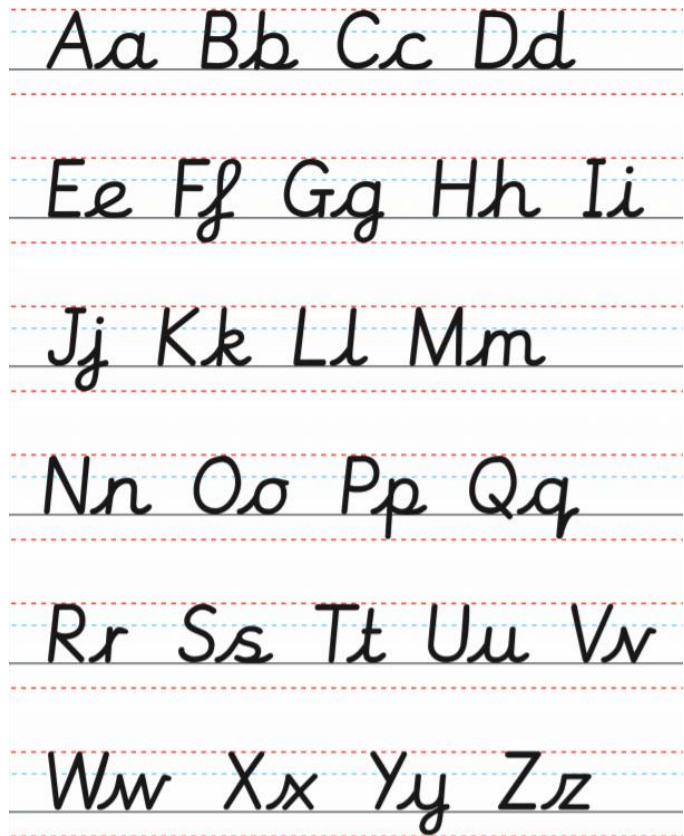 Aa Bb Cc Dd
Ee Ff Gg Hh Ii
Jj Kk Ll Mm
Nn Oo Pp Qq
Rr Ss Tt Uu Vv
Ww Xx Yy Zz